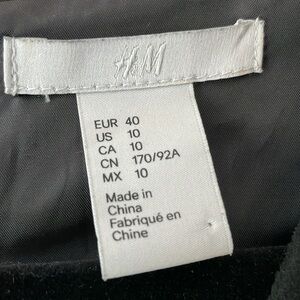 H&M
EUR 40
US 10
CA 10
CN 170/92A
MX 10
Made in
China
Fabriqué en
Chine